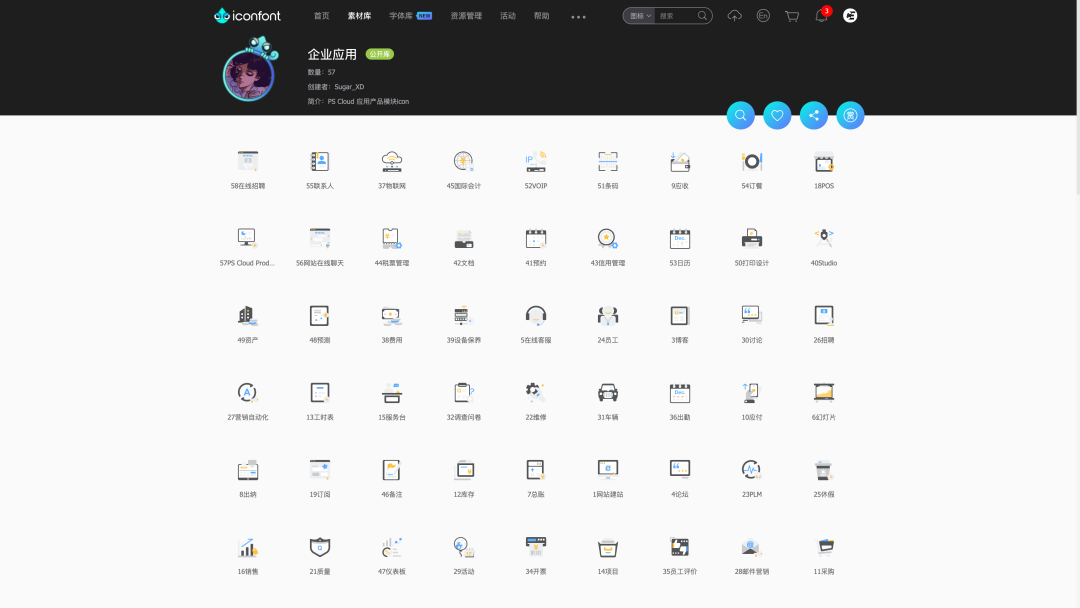 iconfont 首页 素材库 字体库 NEW 资源管理 活动 帮助 图标 搜索 En 3
企业应用 公开库
数量：57
创建者：Sugar_XD
简介：PS Cloud 应用产品模块icon
赏
58在线招聘 55联系人 37物联网 45国际会计 52VOIP 51条码 9应收 54订餐 18POS
57PS Cloud Prod... 56网站在线聊天 44税票管理 42文档 41预约 43信用管理 53日历 50打印设计 40Studio
49资产 48预测 38费用 39设备保养 5在线客服 24员工 3博客 30讨论 26招聘
27营销自动化 13工时表 15服务台 32调查问卷 22维修 31车辆 36出勤 10应付 6幻灯片
8出纳 19订阅 46备注 12库存 7总账 1网站建站 4论坛 23PLM 25休假
16销售 21质量 47仪表板 29活动 34开票 14项目 35员工评价 28邮件营销 11采购